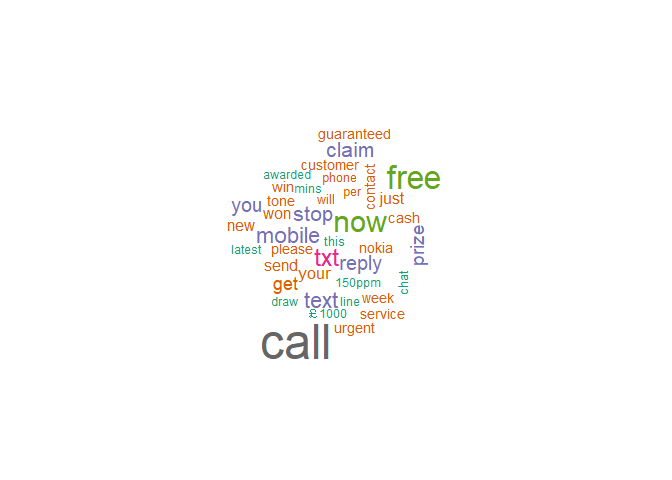 guaranteed
claim
customer
awarded phone contact free
win mins per
tone will just
you won stop now cash
new mobile this prize
latest please txt reply nokia
send your
get 150ppm chat
draw text line week
£1000 service
call urgent